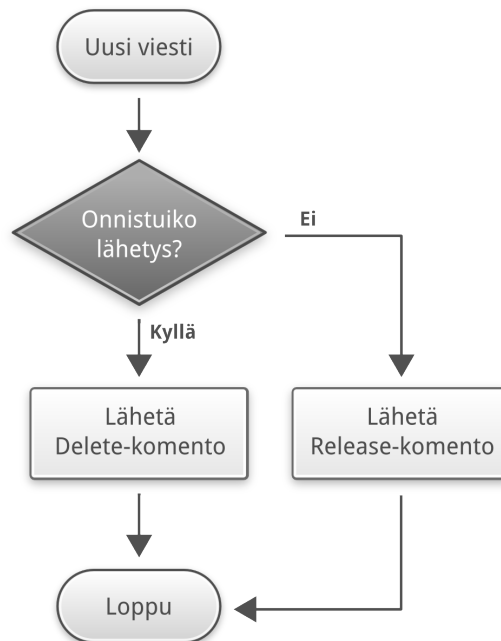 Uusi viesti
Onnistuiko
lähetys?
Ei
Kyllä
Lähetä
Delete-komento
Lähetä
Release-komento
Loppu